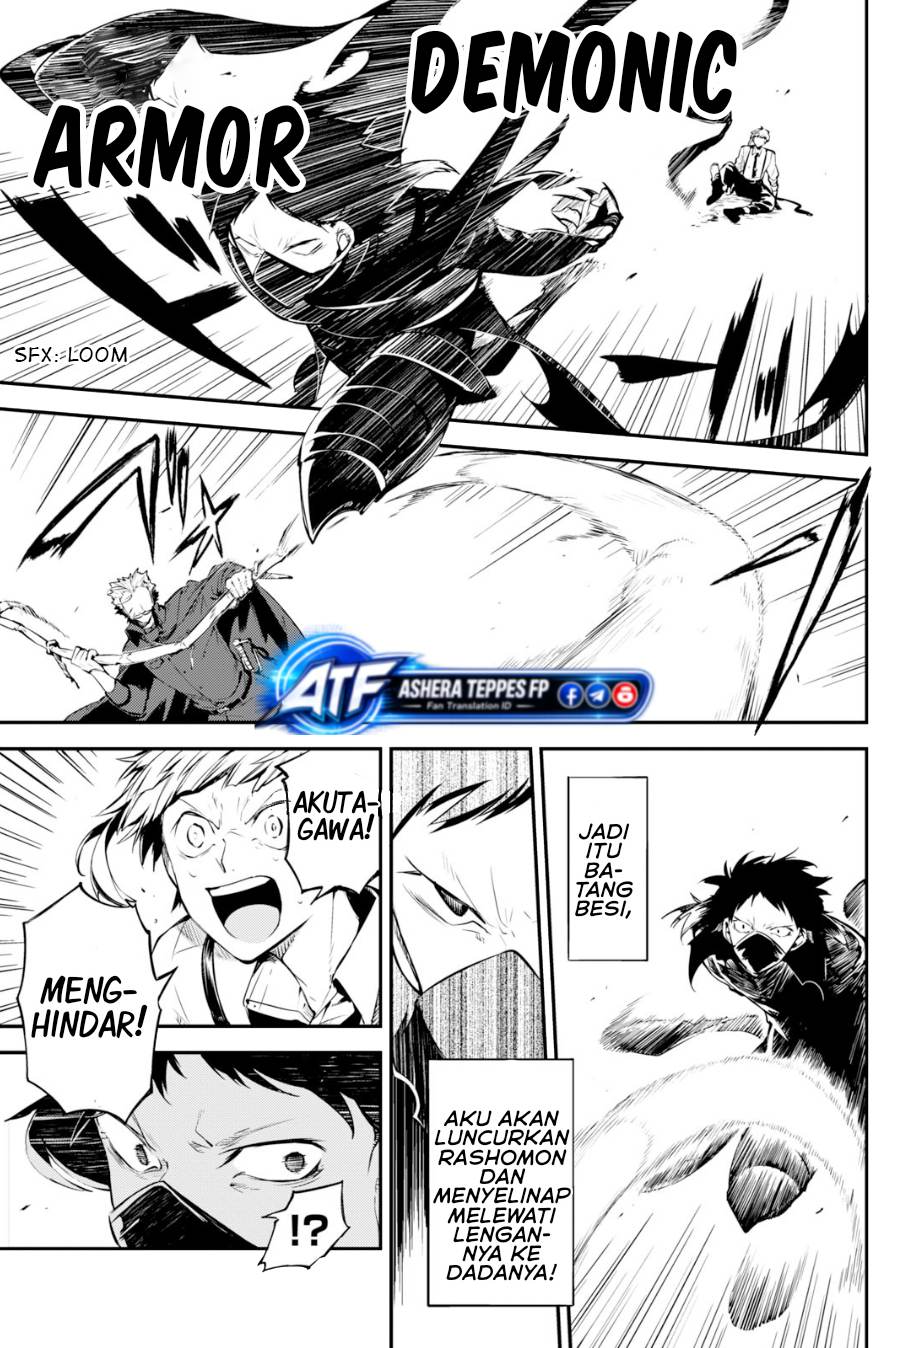 DEMONIC
ARMOR
SFX: LOOM
ATF
ASHERA TEPPES FP
Fan Translation ID
JADI
ITU
BA-
TANG
BESI,
AKU AKAN
LUNCURKAN
RASHOMON
DAN
MENYELINAP
MELEWATI
LENGAN-
NYA KE
DADANYA!
AKUTA-
GAWA!
MENG-
HINDAR!
!?